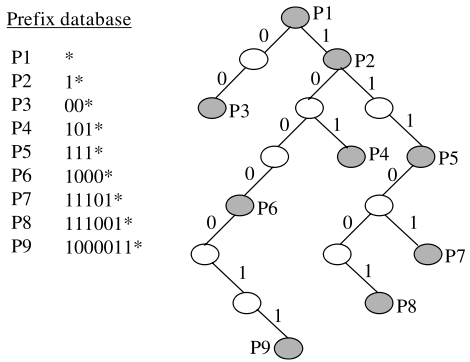 Prefix database
P1 *
P2 1*
P3 00*
P4 101*
P5 111*
P6 1000*
P7 11101*
P8 111001*
P9 1000011*
P1
0 1
P2
0 0 1
P3
0 1 1
P4 P5
0 0
P6
0 0 1
P7
1 1
P8
1
P9